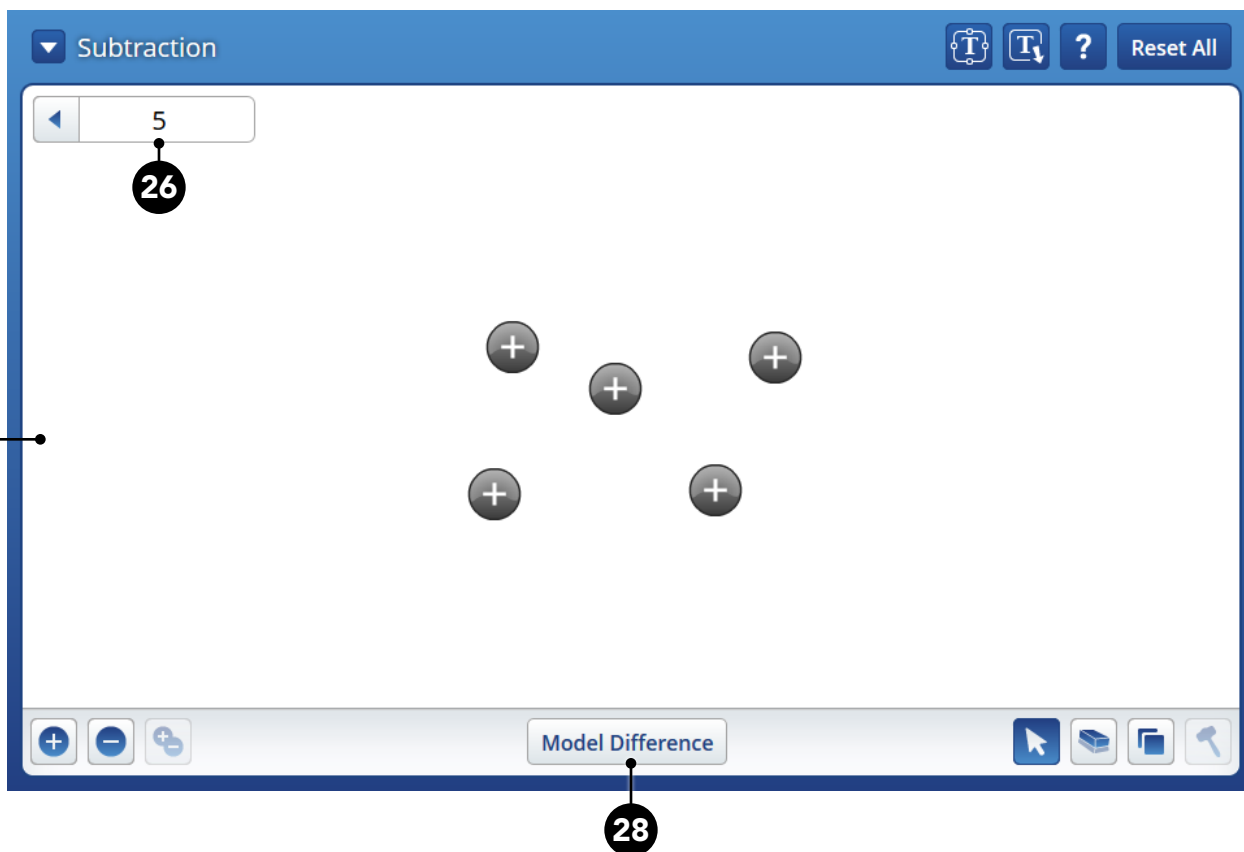 Subtraction
T
T
?
Reset All
5
26
+
+
+
+
+
Model Difference
28